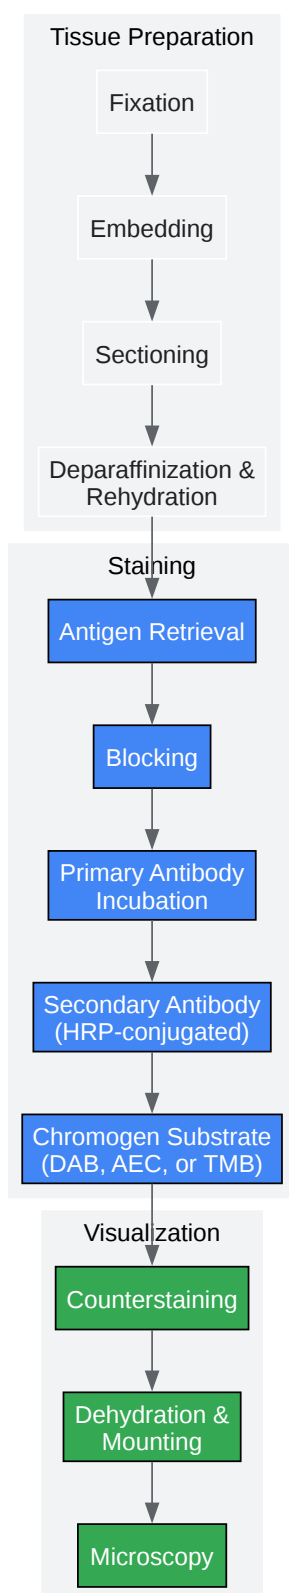 Tissue Preparation
Fixation
Embedding
Sectioning
Deparaffinization &
Rehydration
Staining
Antigen Retrieval
Blocking
Primary Antibody
Incubation
Secondary Antibody
(HRP-conjugated)
Chromogen Substrate
(DAB, AEC, or TMB)
Visualization
Counterstaining
Dehydration &
Mounting
Microscopy